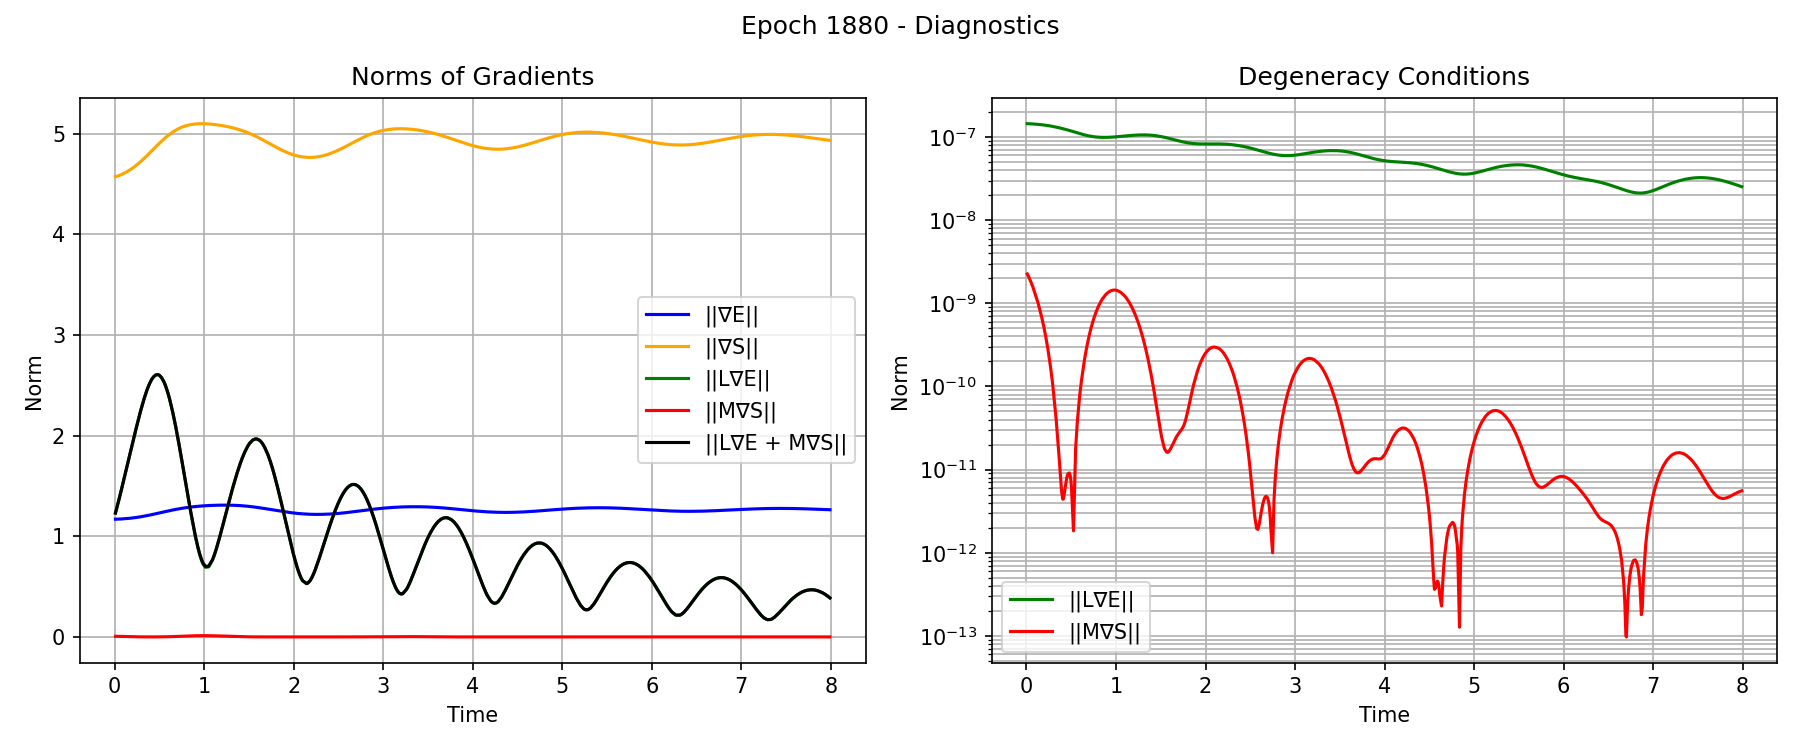 Epoch 1880 - Diagnostics
Norms of Gradients
Norm
5
4
3
2
1
0
||∇E||
||∇S||
||L∇E||
||M∇S||
||L∇E + M∇S||
0 1 2 3 4 5 6 7 8
Time
Degeneracy Conditions
Norm
10⁻⁷
10⁻⁸
10⁻⁹
10⁻¹⁰
10⁻¹¹
10⁻¹²
10⁻¹³
||L∇E||
||M∇S||
0 1 2 3 4 5 6 7 8
Time